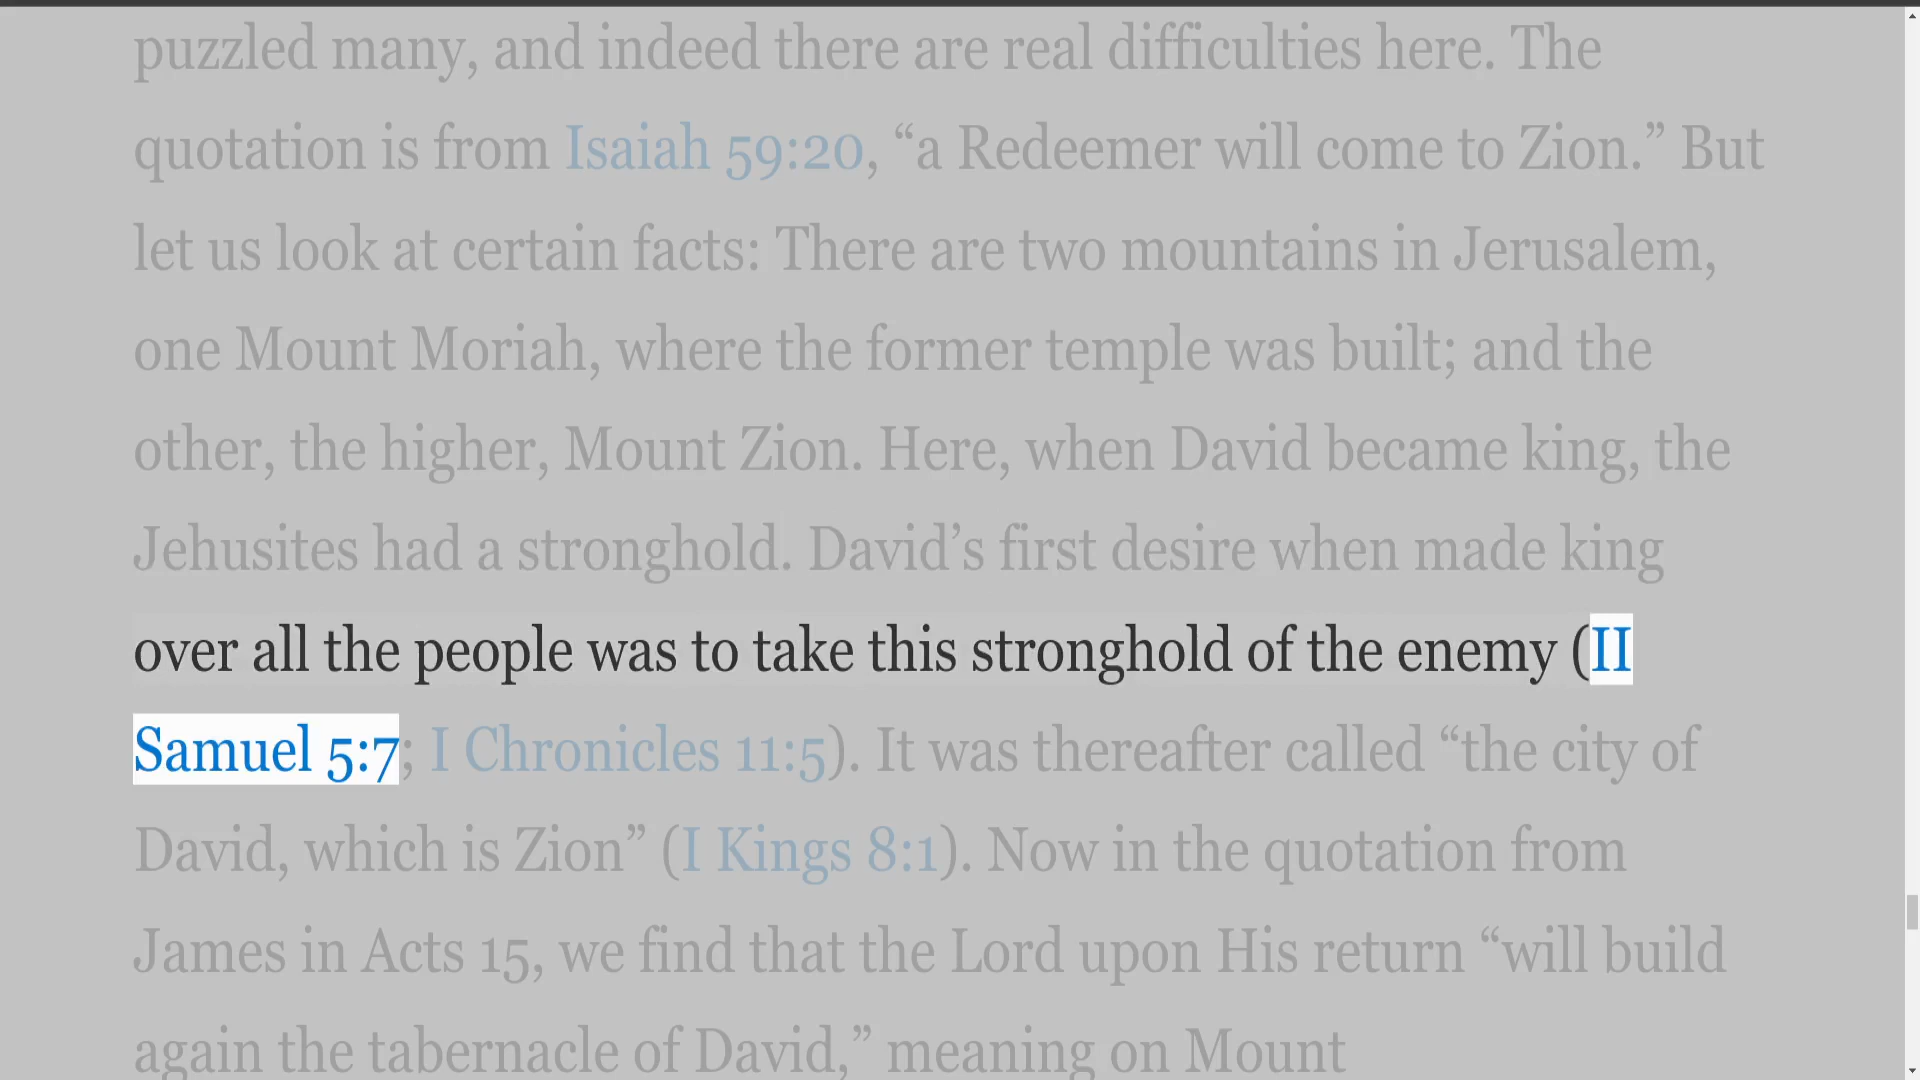 puzzled many, and indeed there are real difficulties here. The
quotation is from Isaiah 59:20, “a Redeemer will come to Zion.” But
let us look at certain facts: There are two mountains in Jerusalem,
one Mount Moriah, where the former temple was built; and the
other, the higher, Mount Zion. Here, when David became king, the
Jehusites had a stronghold. David’s first desire when made king
over all the people was to take this stronghold of the enemy (II
Samuel 5:7; I Chronicles 11:5). It was thereafter called “the city of
David, which is Zion” (I Kings 8:1). Now in the quotation from
James in Acts 15, we find that the Lord upon His return “will build
again the tabernacle of David,” meaning on Mount